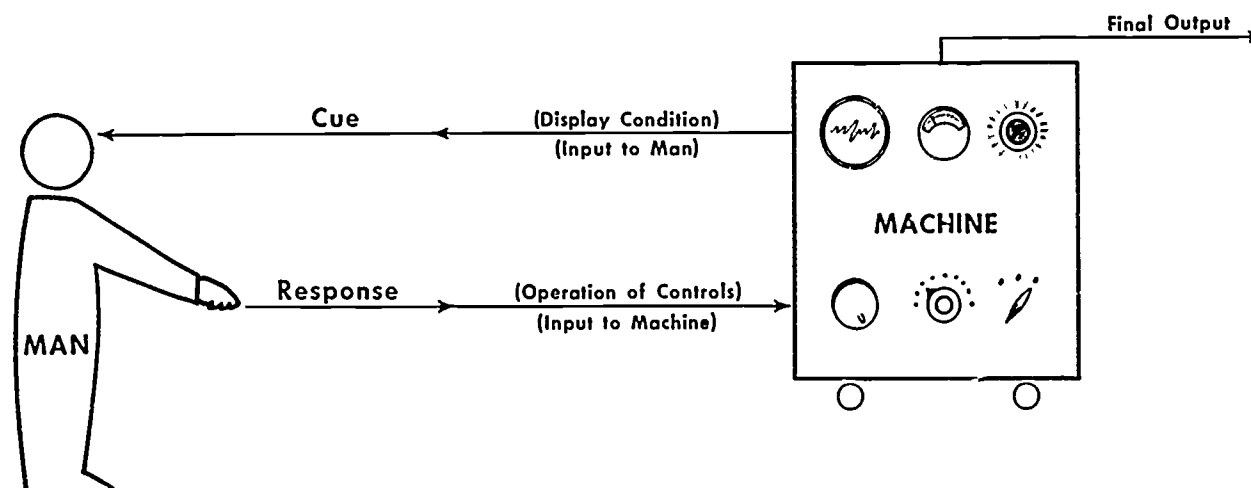 Final Output
Cue
(Display Condition)
(Input to Man)
MACHINE
Response
(Operation of Controls)
(Input to Machine)
MAN